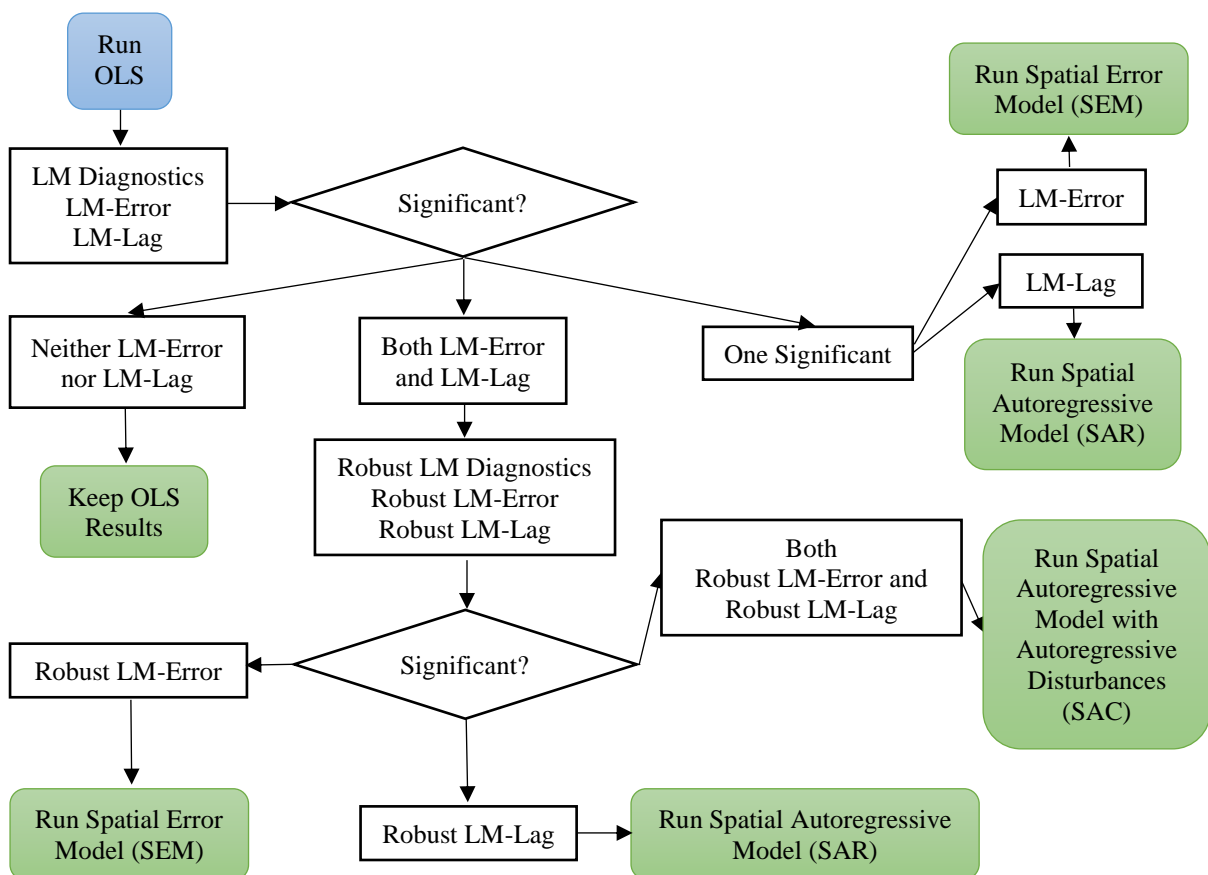 Run
OLS
LM Diagnostics
LM-Error
LM-Lag
Significant?
Run Spatial Error
Model (SEM)
LM-Error
LM-Lag
Run Spatial
Autoregressive
Model (SAR)
One Significant
Neither LM-Error
nor LM-Lag
Both LM-Error
and LM-Lag
Keep OLS
Results
Robust LM Diagnostics
Robust LM-Error
Robust LM-Lag
Both
Robust LM-Error and
Robust LM-Lag
Run Spatial
Autoregressive
Model with
Autoregressive
Disturbances
(SAC)
Significant?
Robust LM-Error
Run Spatial Error
Model (SEM)
Robust LM-Lag
Run Spatial Autoregressive
Model (SAR)